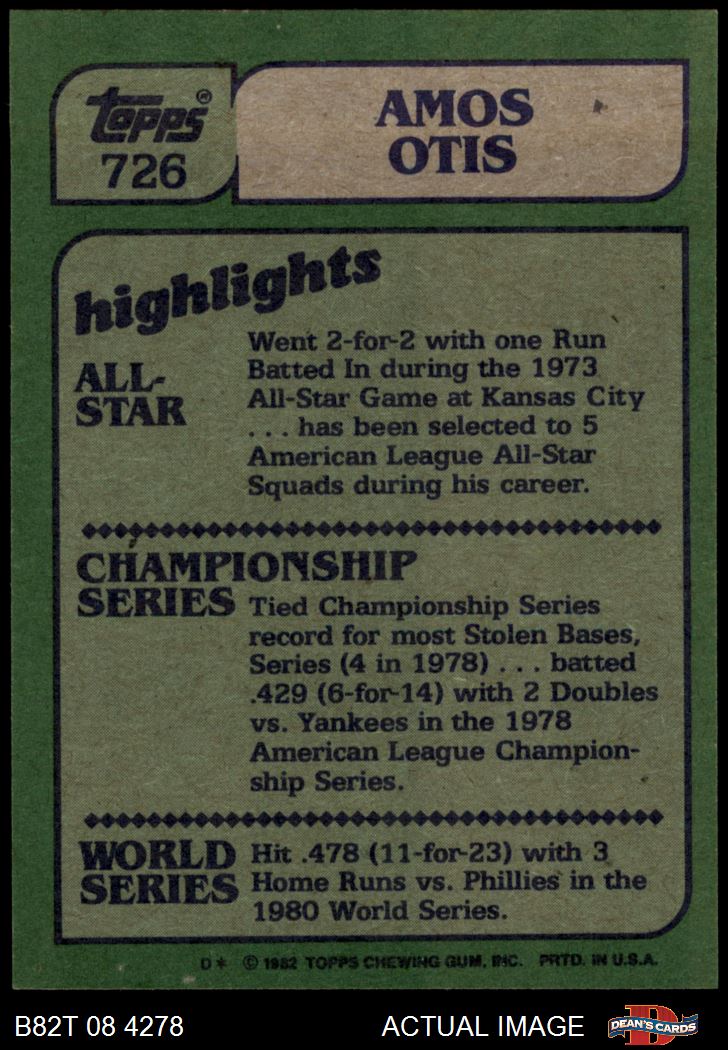 Topps®
726
AMOS
OTIS
highlights
ALL-
STAR
Went 2-for-2 with one Run
Batted In during the 1973
All-Star Game at Kansas City
. . . has been selected to 5
American League All-Star
Squads during his career.
CHAMPIONSHIP
SERIES
Tied Championship Series
record for most Stolen Bases,
Series (4 in 1978) . . . batted
.429 (6-for-14) with 2 Doubles
vs. Yankees in the 1978
American League Champion-
ship Series.
WORLD
SERIES
Hit .478 (11-for-23) with 3
Home Runs vs. Phillies in the
1980 World Series.
D* © 1982 TOPPS CHEWING GUM, INC. PRTD. IN U.S.A.
B82T 08 4278
ACTUAL IMAGE
D
DEAN'S CARDS